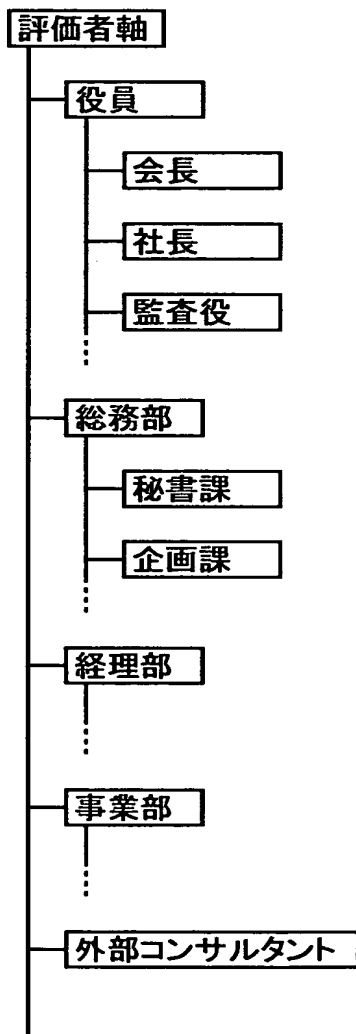 評価者軸
役員
会長
社長
監査役
総務部
秘書課
企画課
経理部
事業部
外部コンサルタント